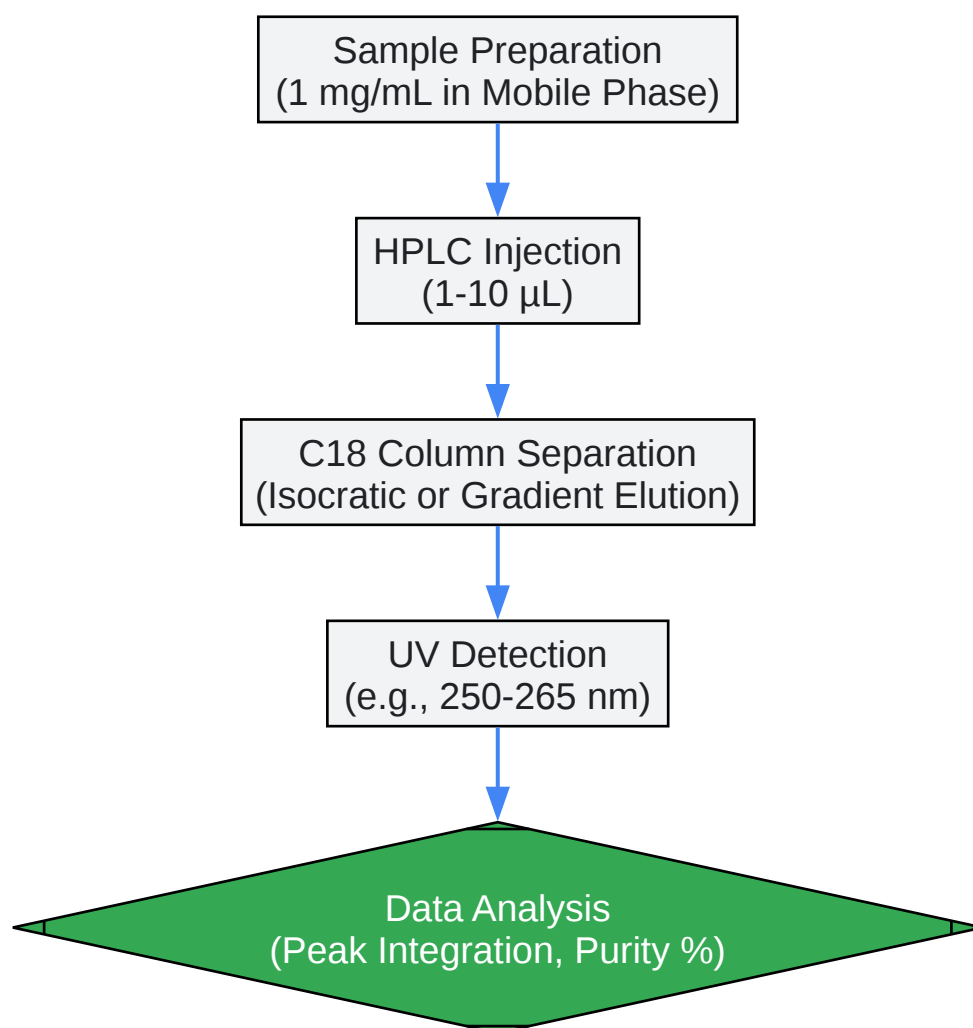 Sample Preparation
(1 mg/mL in Mobile Phase)
HPLC Injection
(1-10 µL)
C18 Column Separation
(Isocratic or Gradient Elution)
UV Detection
(e.g., 250-265 nm)
Data Analysis
(Peak Integration, Purity %)